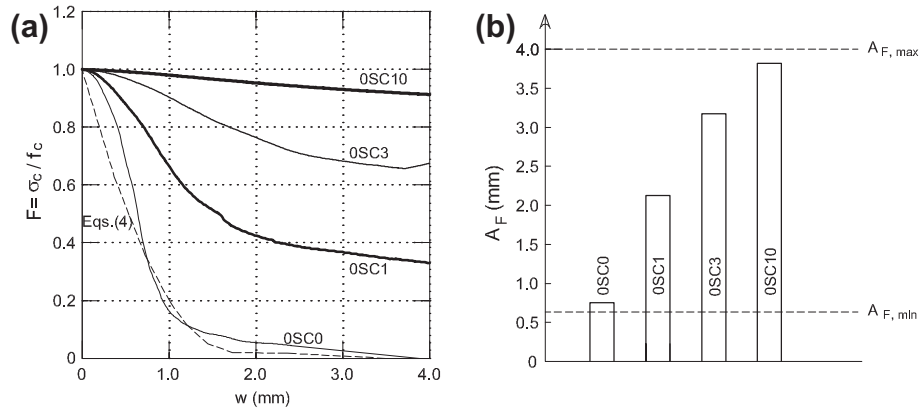 (a)
1.2
1.0
0.8
0.6
0.4
0.2
0
F= σc / fc
0SC10
0SC3
Eqs.(4)
0SC1
0SC0
0 1.0 2.0 3.0 4.0
w (mm)
(b)
4.0
3.5
3.0
2.5
2.0
1.5
1.0
0.5
0
AF (mm)
AF, max
0SC0
0SC1
0SC3
0SC10
AF, min